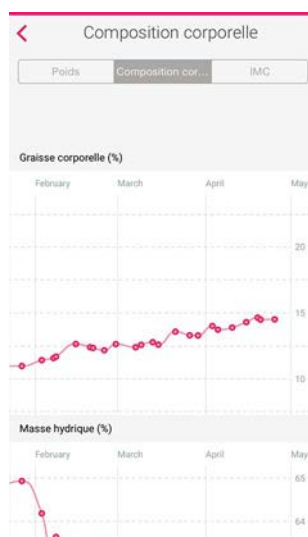 Composition corporelle
Poids Composition cor... IMC
Graisse corporelle (%)
February March April May
20
15
10
Masse hydrique (%)
February March April May
65
64